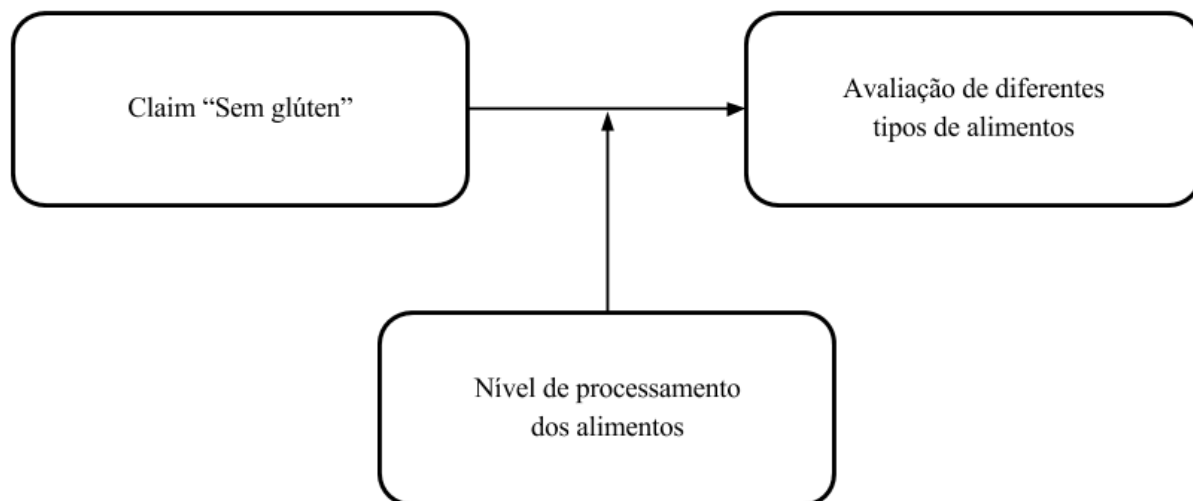 Claim “Sem glúten”
Avaliação de diferentes
tipos de alimentos
Nível de processamento
dos alimentos